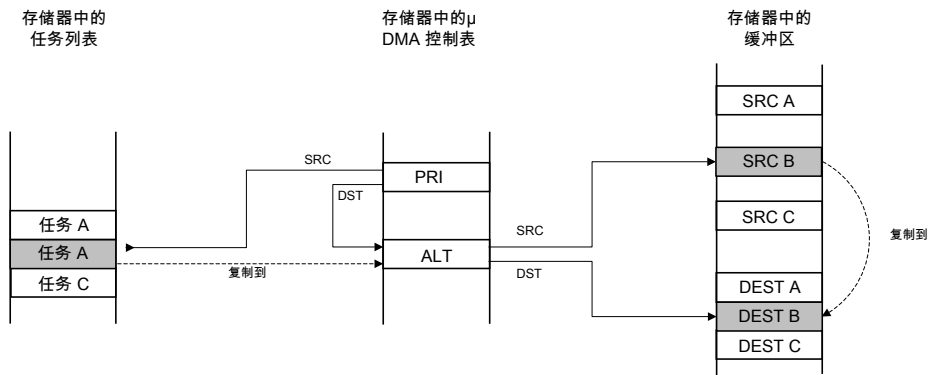 存储器中的
任务列表
存储器中的μ
DMA 控制表
存储器中的
缓冲区
SRC A
SRC
SRC B
PRI
DST
任务 A
SRC C
SRC
任务 A
ALT
复制到
复制到
DST
任务 C
DEST A
DEST B
DEST C